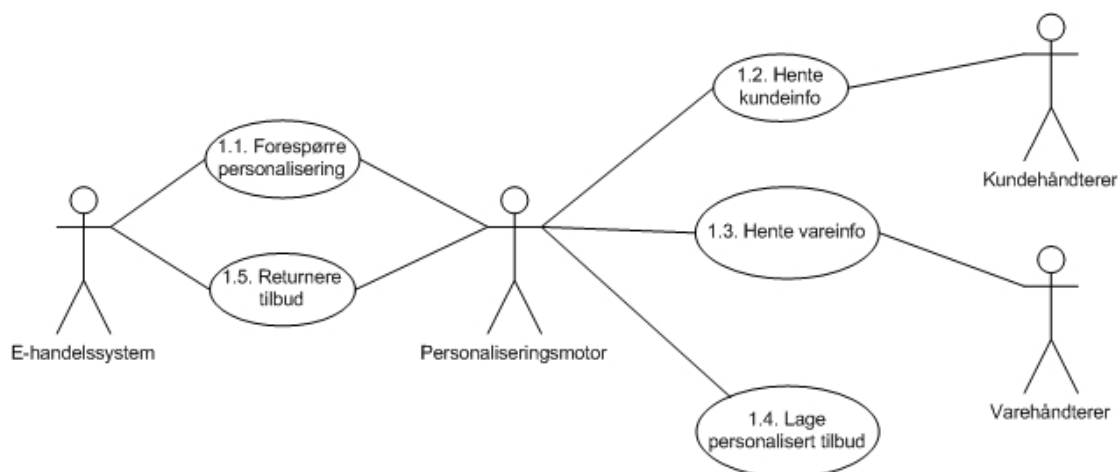 1.2. Hente
kundeinfo
1.1. Forespørre
personalisering
Kundehåndterer
1.3. Hente vareinfo
1.5. Returnere
tilbud
E-handelssystem
Personaliseringsmotor
Varehåndterer
1.4. Lage
personalisert tilbud